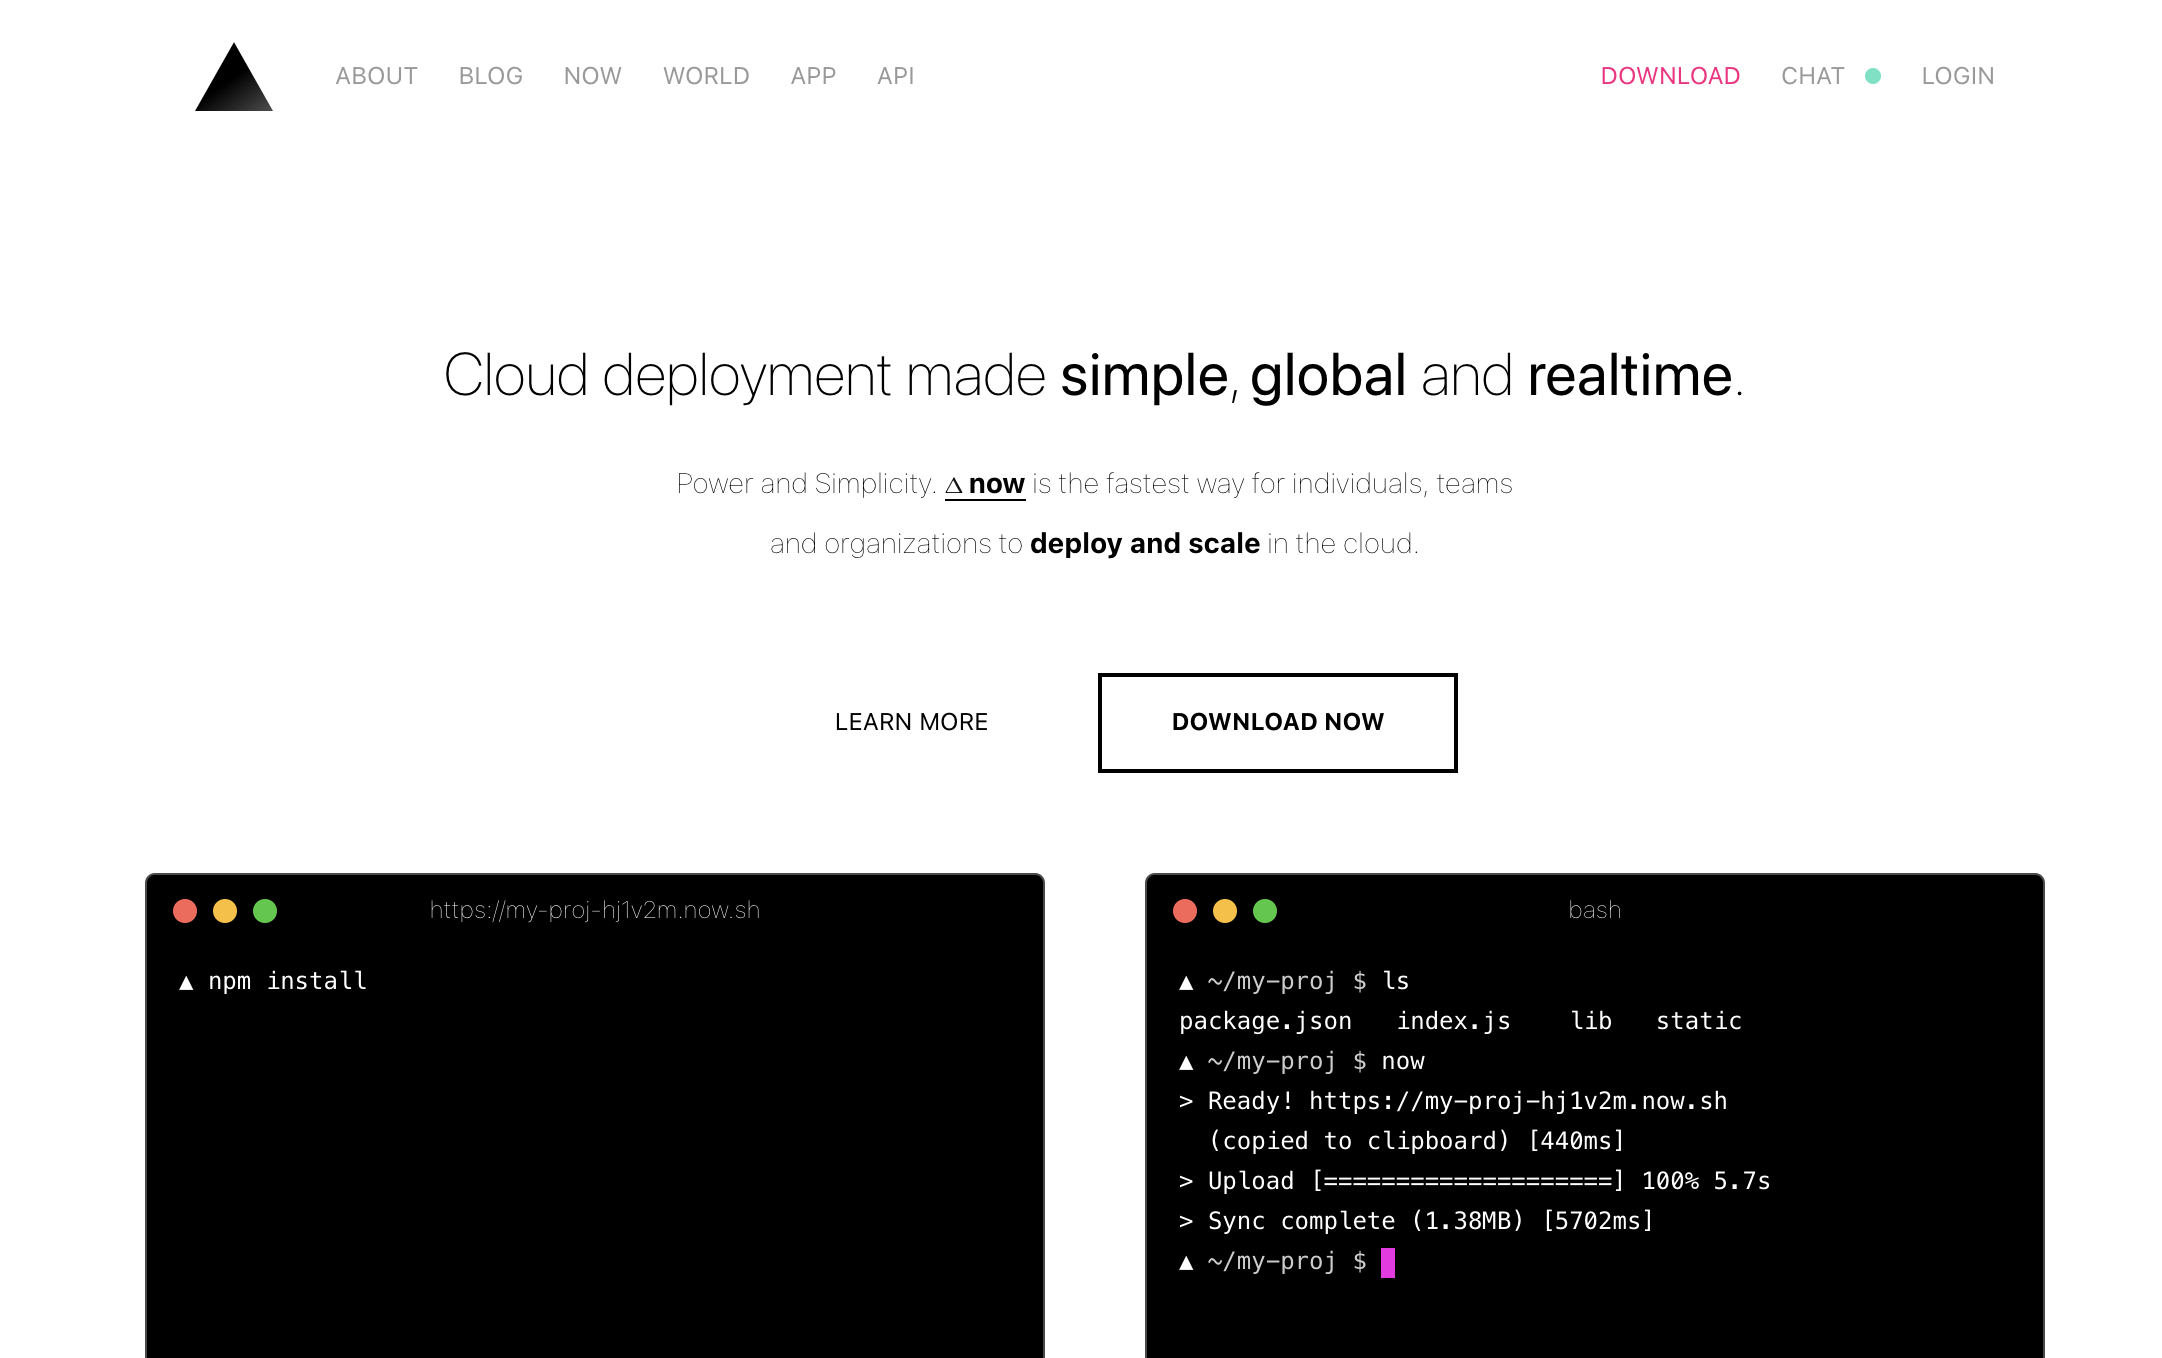 ABOUT BLOG NOW WORLD APP API DOWNLOAD CHAT LOGIN
Cloud deployment made simple, global and realtime.
Power and Simplicity. △ now is the fastest way for individuals, teams
and organizations to deploy and scale in the cloud.
LEARN MORE DOWNLOAD NOW
https://my-proj-hj1v2m.now.sh
▲ npm install
bash
▲ ~/my-proj $ ls
package.json   index.js    lib   static
▲ ~/my-proj $ now
> Ready! https://my-proj-hj1v2m.now.sh
  (copied to clipboard) [440ms]
> Upload [====================] 100% 5.7s
> Sync complete (1.38MB) [5702ms]
▲ ~/my-proj $